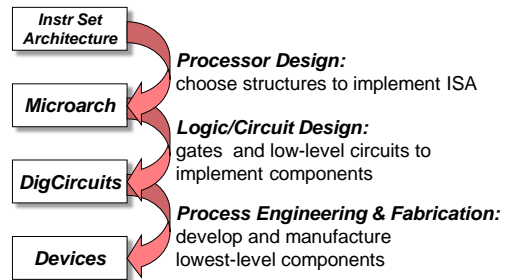 Instr Set
Architecture
Processor Design:
choose structures to implement ISA
Microarch
Logic/Circuit Design:
gates and low-level circuits to
implement components
DigCircuits
Process Engineering & Fabrication:
develop and manufacture
lowest-level components
Devices